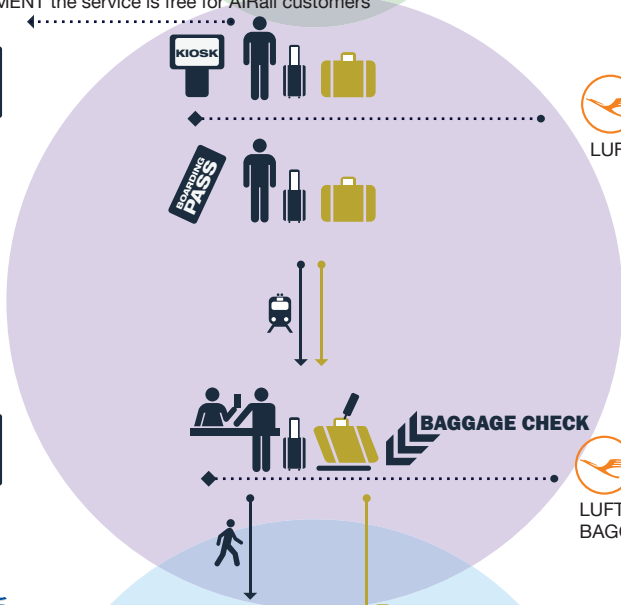 MENT the service is free for AIRail customers
KIOSK
LUF
BOARDING
PASS
BAGGAGE CHECK
LUFT
BAGG